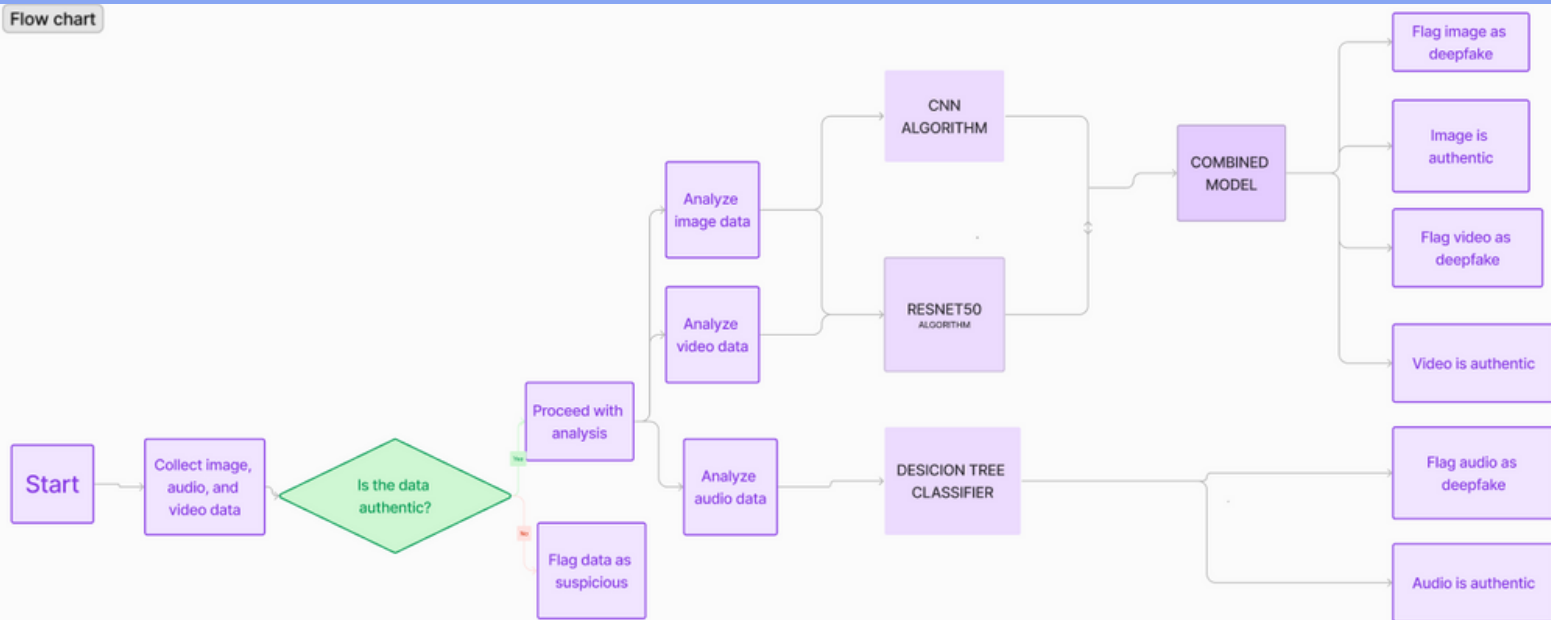 Flow chart
Start
Collect image,
audio, and
video data
Is the data
authentic?
Yes
No
Proceed with
analysis
Flag data as
suspicious
Analyze
image data
Analyze
video data
Analyze
audio data
CNN
ALGORITHM
RESNET50
ALGORITHM
DESICION TREE
CLASSIFIER
COMBINED
MODEL
Flag image as
deepfake
Image is
authentic
Flag video as
deepfake
Video is authentic
Flag audio as
deepfake
Audio is authentic